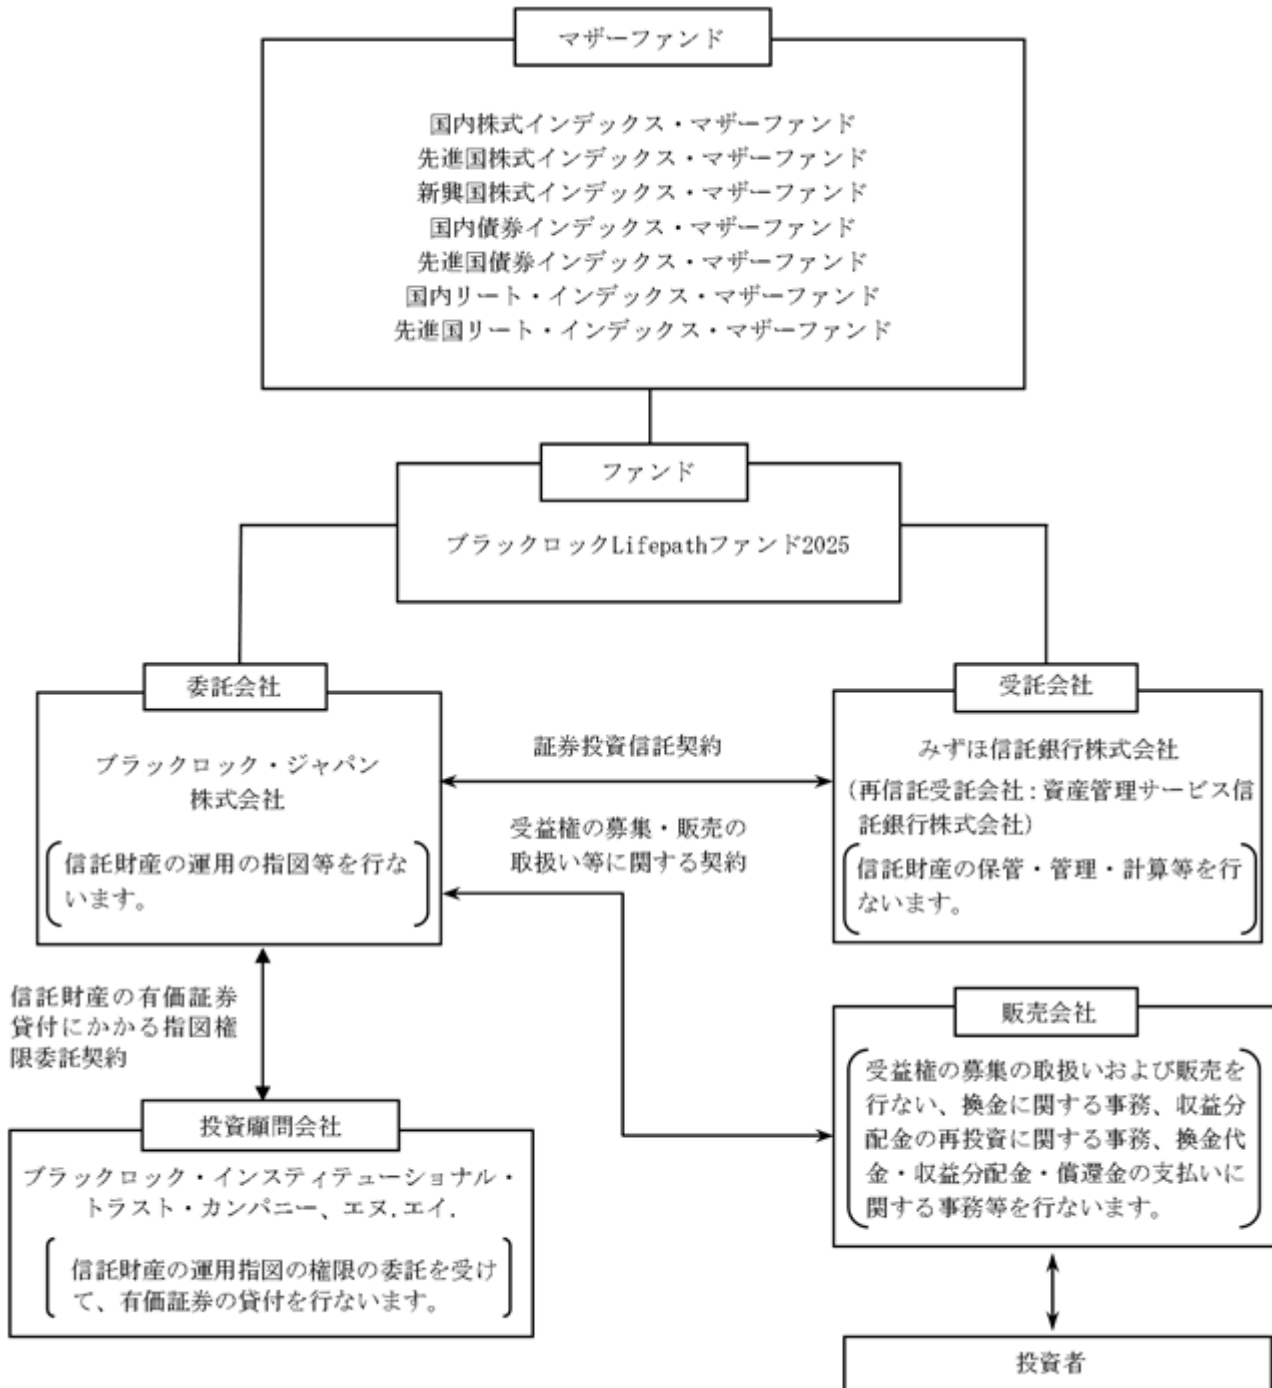 マザーファンド
国内株式インデックス・マザーファンド
先進国株式インデックス・マザーファンド
新興国株式インデックス・マザーファンド
国内債券インデックス・マザーファンド
先進国債券インデックス・マザーファンド
国内リート・インデックス・マザーファンド
先進国リート・インデックス・マザーファンド
ファンド
ブラックロックLifepathファンド2025
委託会社
ブラックロック・ジャパン
株式会社
信託財産の運用の指図等を行な
います。
証券投資信託契約
受益権の募集・販売の
取扱い等に関する契約
受託会社
みずほ信託銀行株式会社
(再信託受託会社:資産管理サービス信
託銀行株式会社)
信託財産の保管・管理・計算等を行
ないます。
信託財産の有価証券
貸付にかかる指図権
限委託契約
投資顧問会社
ブラックロック・インスティテューショナル・
トラスト・カンパニー、エヌ.エイ.
信託財産の運用指図の権限の委託を受け
て、有価証券の貸付を行ないます。
販売会社
受益権の募集の取扱いおよび販売を
行ない、換金に関する事務、収益分
配金の再投資に関する事務、換金代
金・収益分配金・償還金の支払いに
関する事務等を行ないます。
投資者